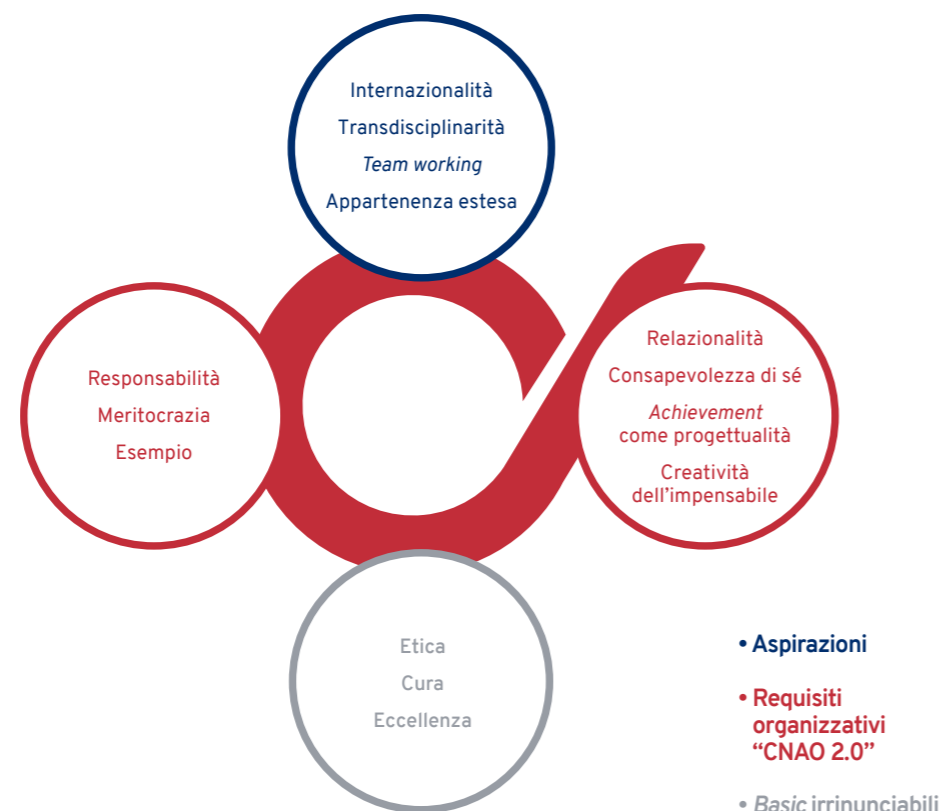 Internazionalità
Transdisciplinarità
Team working
Appartenenza estesa
Responsabilità
Meritocrazia
Esempio
Relazionalità
Consapevolezza di sé
Achievement
come progettualità
Creatività
dell'impensabile
Etica
Cura
Eccellenza
• Aspirazioni
• Requisiti
organizzativi
“CNAO 2.0”
• Basic irrinunciabili